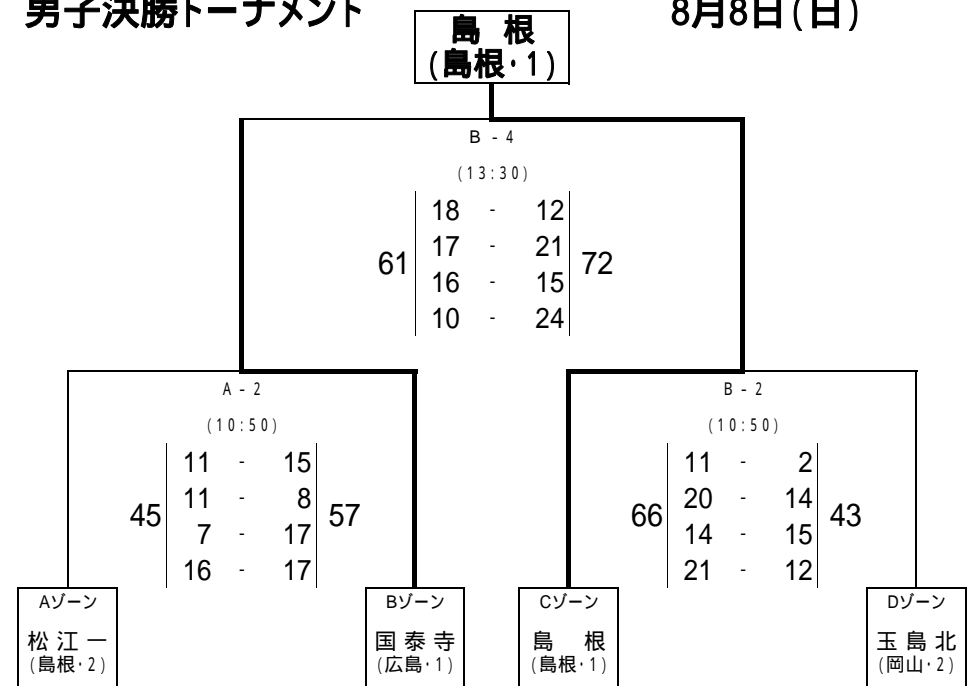 男子決勝トーナメント 8月8日(日)
島 根
(島根・1)
B - 4
(13:30)
61 72
18 - 12
17 - 21
16 - 15
10 - 24
A - 2
(10:50)
45 57
11 - 15
11 - 8
7 - 17
16 - 17
B - 2
(10:50)
66 43
11 - 2
20 - 14
14 - 15
21 - 12
Aゾーン
松江一
(島根・2)
Bゾーン
国泰寺
(広島・1)
Cゾーン
島 根
(島根・1)
Dゾーン
玉島北
(岡山・2)